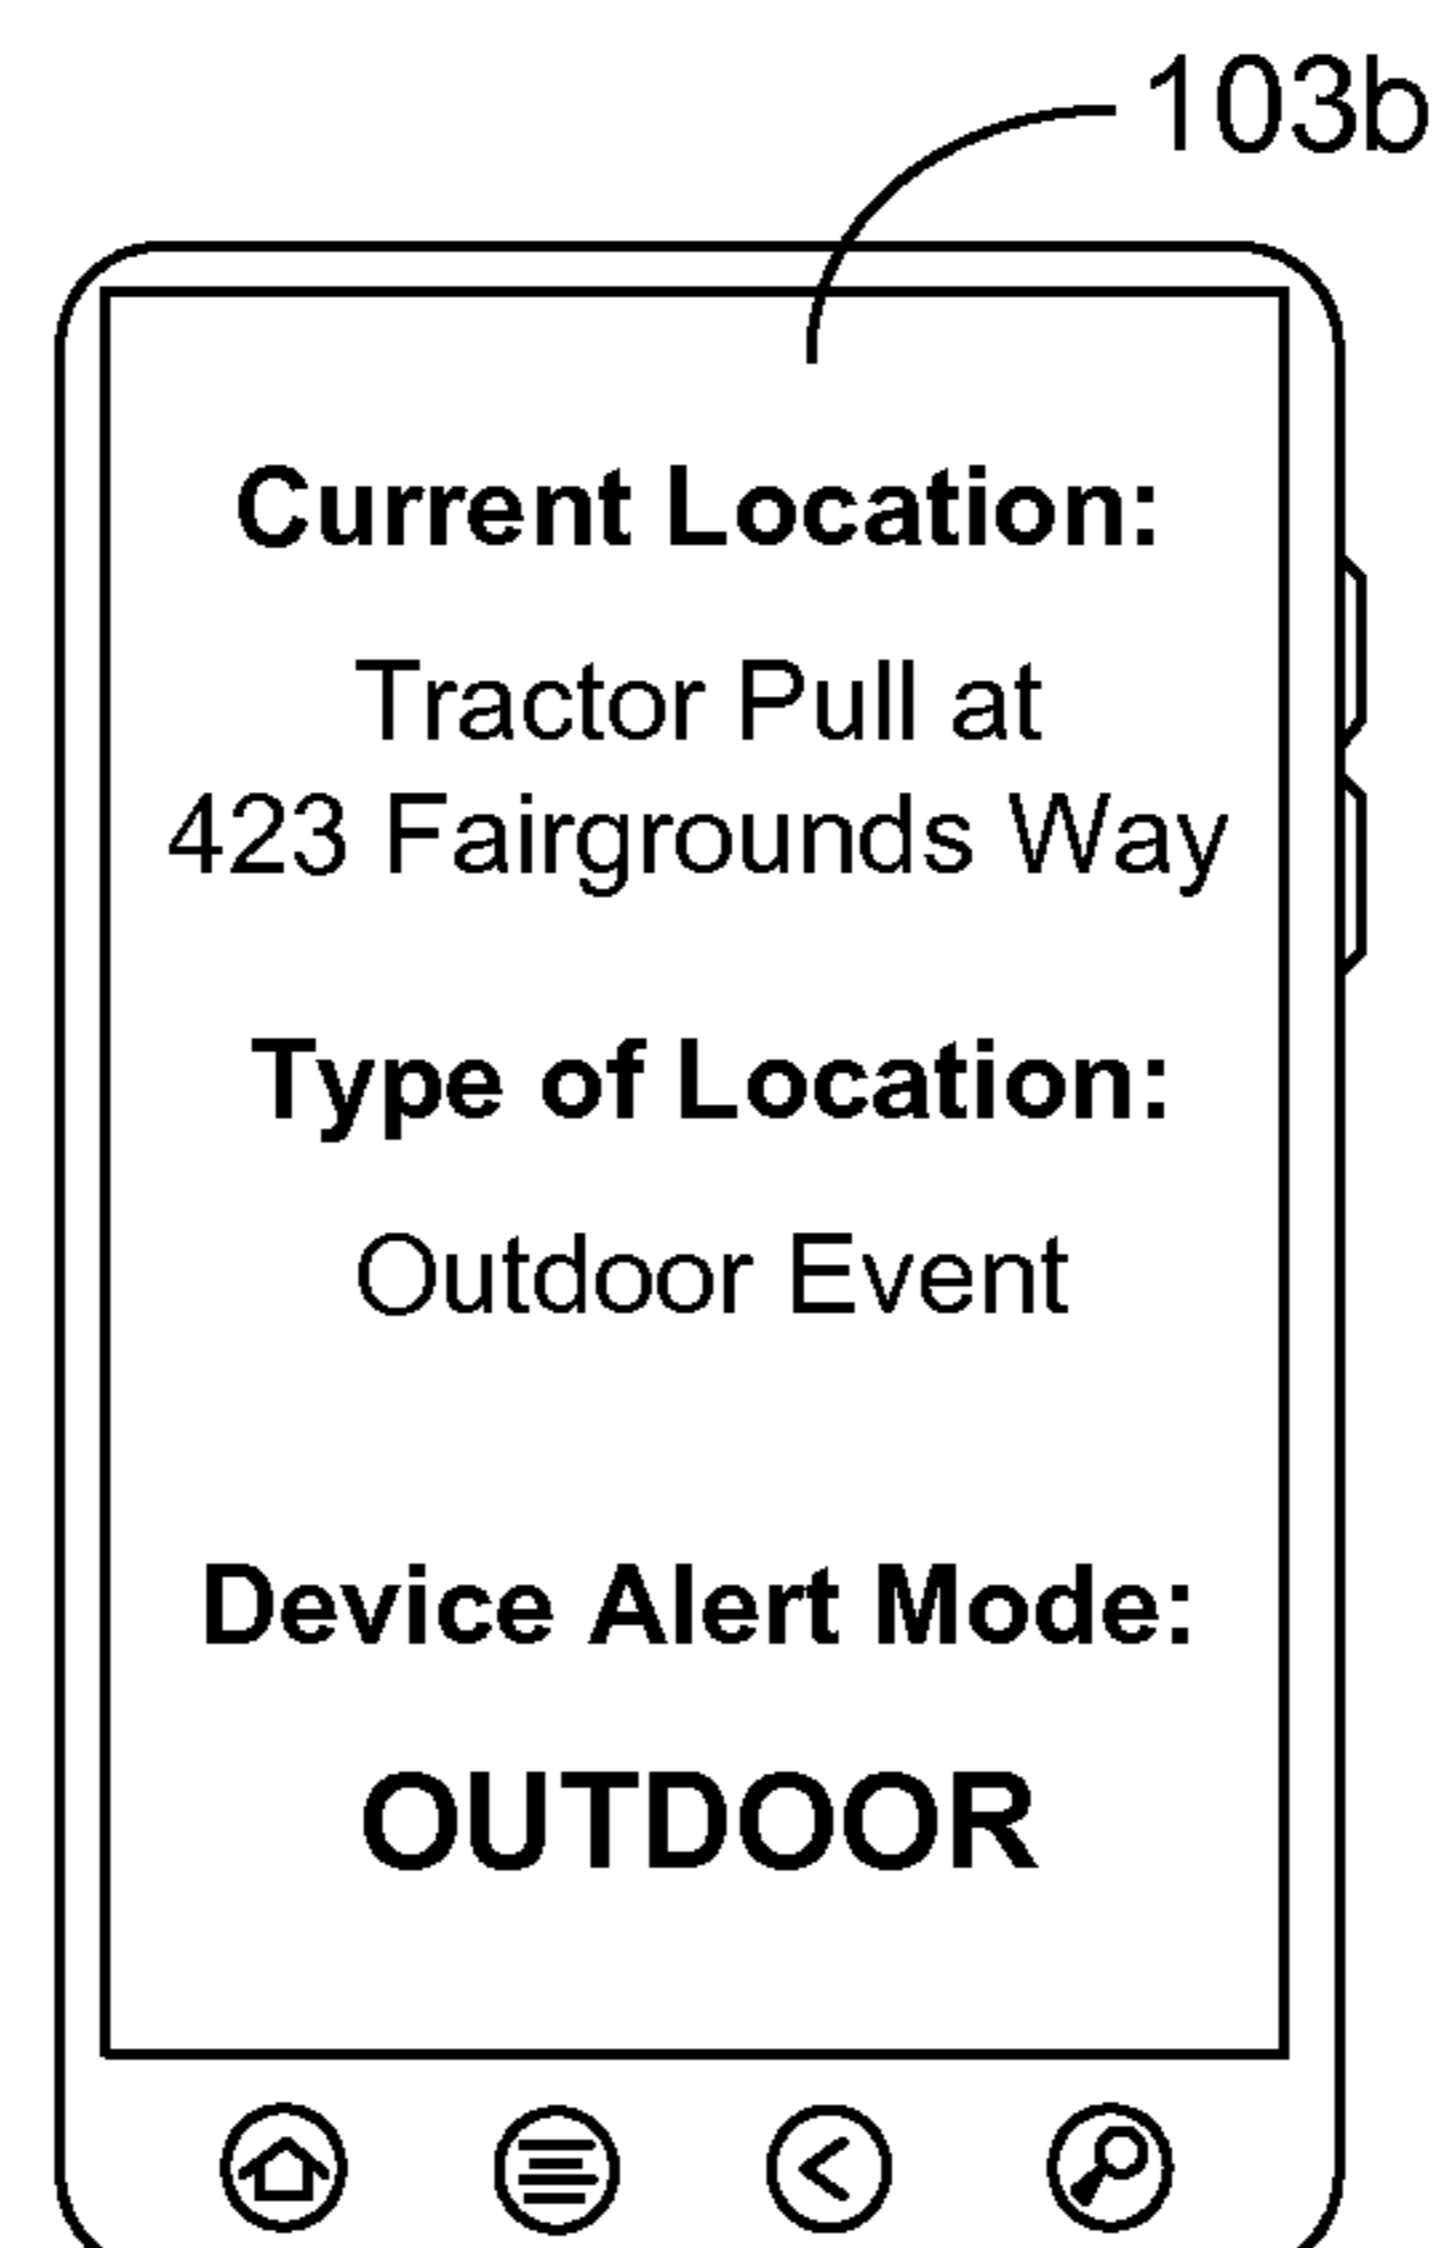 103b
Current Location:
Tractor Pull at
423 Fairgrounds Way
Type of Location:
Outdoor Event
Device Alert Mode:
OUTDOOR